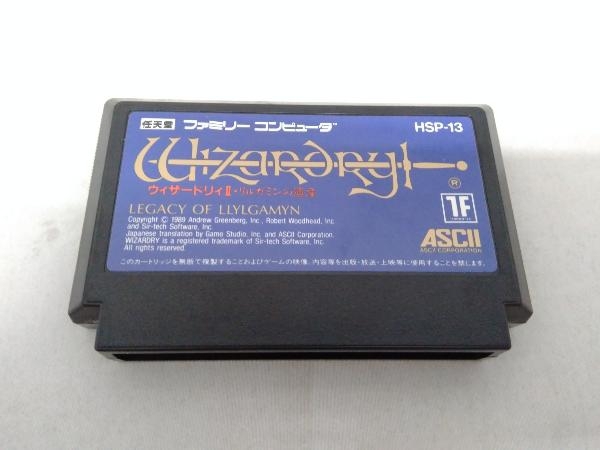 任天堂 ファミリー コンピュータ HSP-13
Wizardry
®
ウィザードリィⅡ・リルガミンの遺産
LEGACY OF LLYLGAMYN
Copyright © 1989 Andrew Greenberg, Inc., Robert Woodhead, Inc.
and Sir-tech Software, Inc.
Japanese translation by Game Studio, Inc. and ASCII Corporation.
WIZARDRY is a registered trademark of Sir-tech Software, Inc.
All rights reserved.
1F
ASCII
ASCII CORPORATION
このカートリッジを無断で複製することおよびゲームの映像、内容等を出版・放送・上映等に使用することを禁じます。